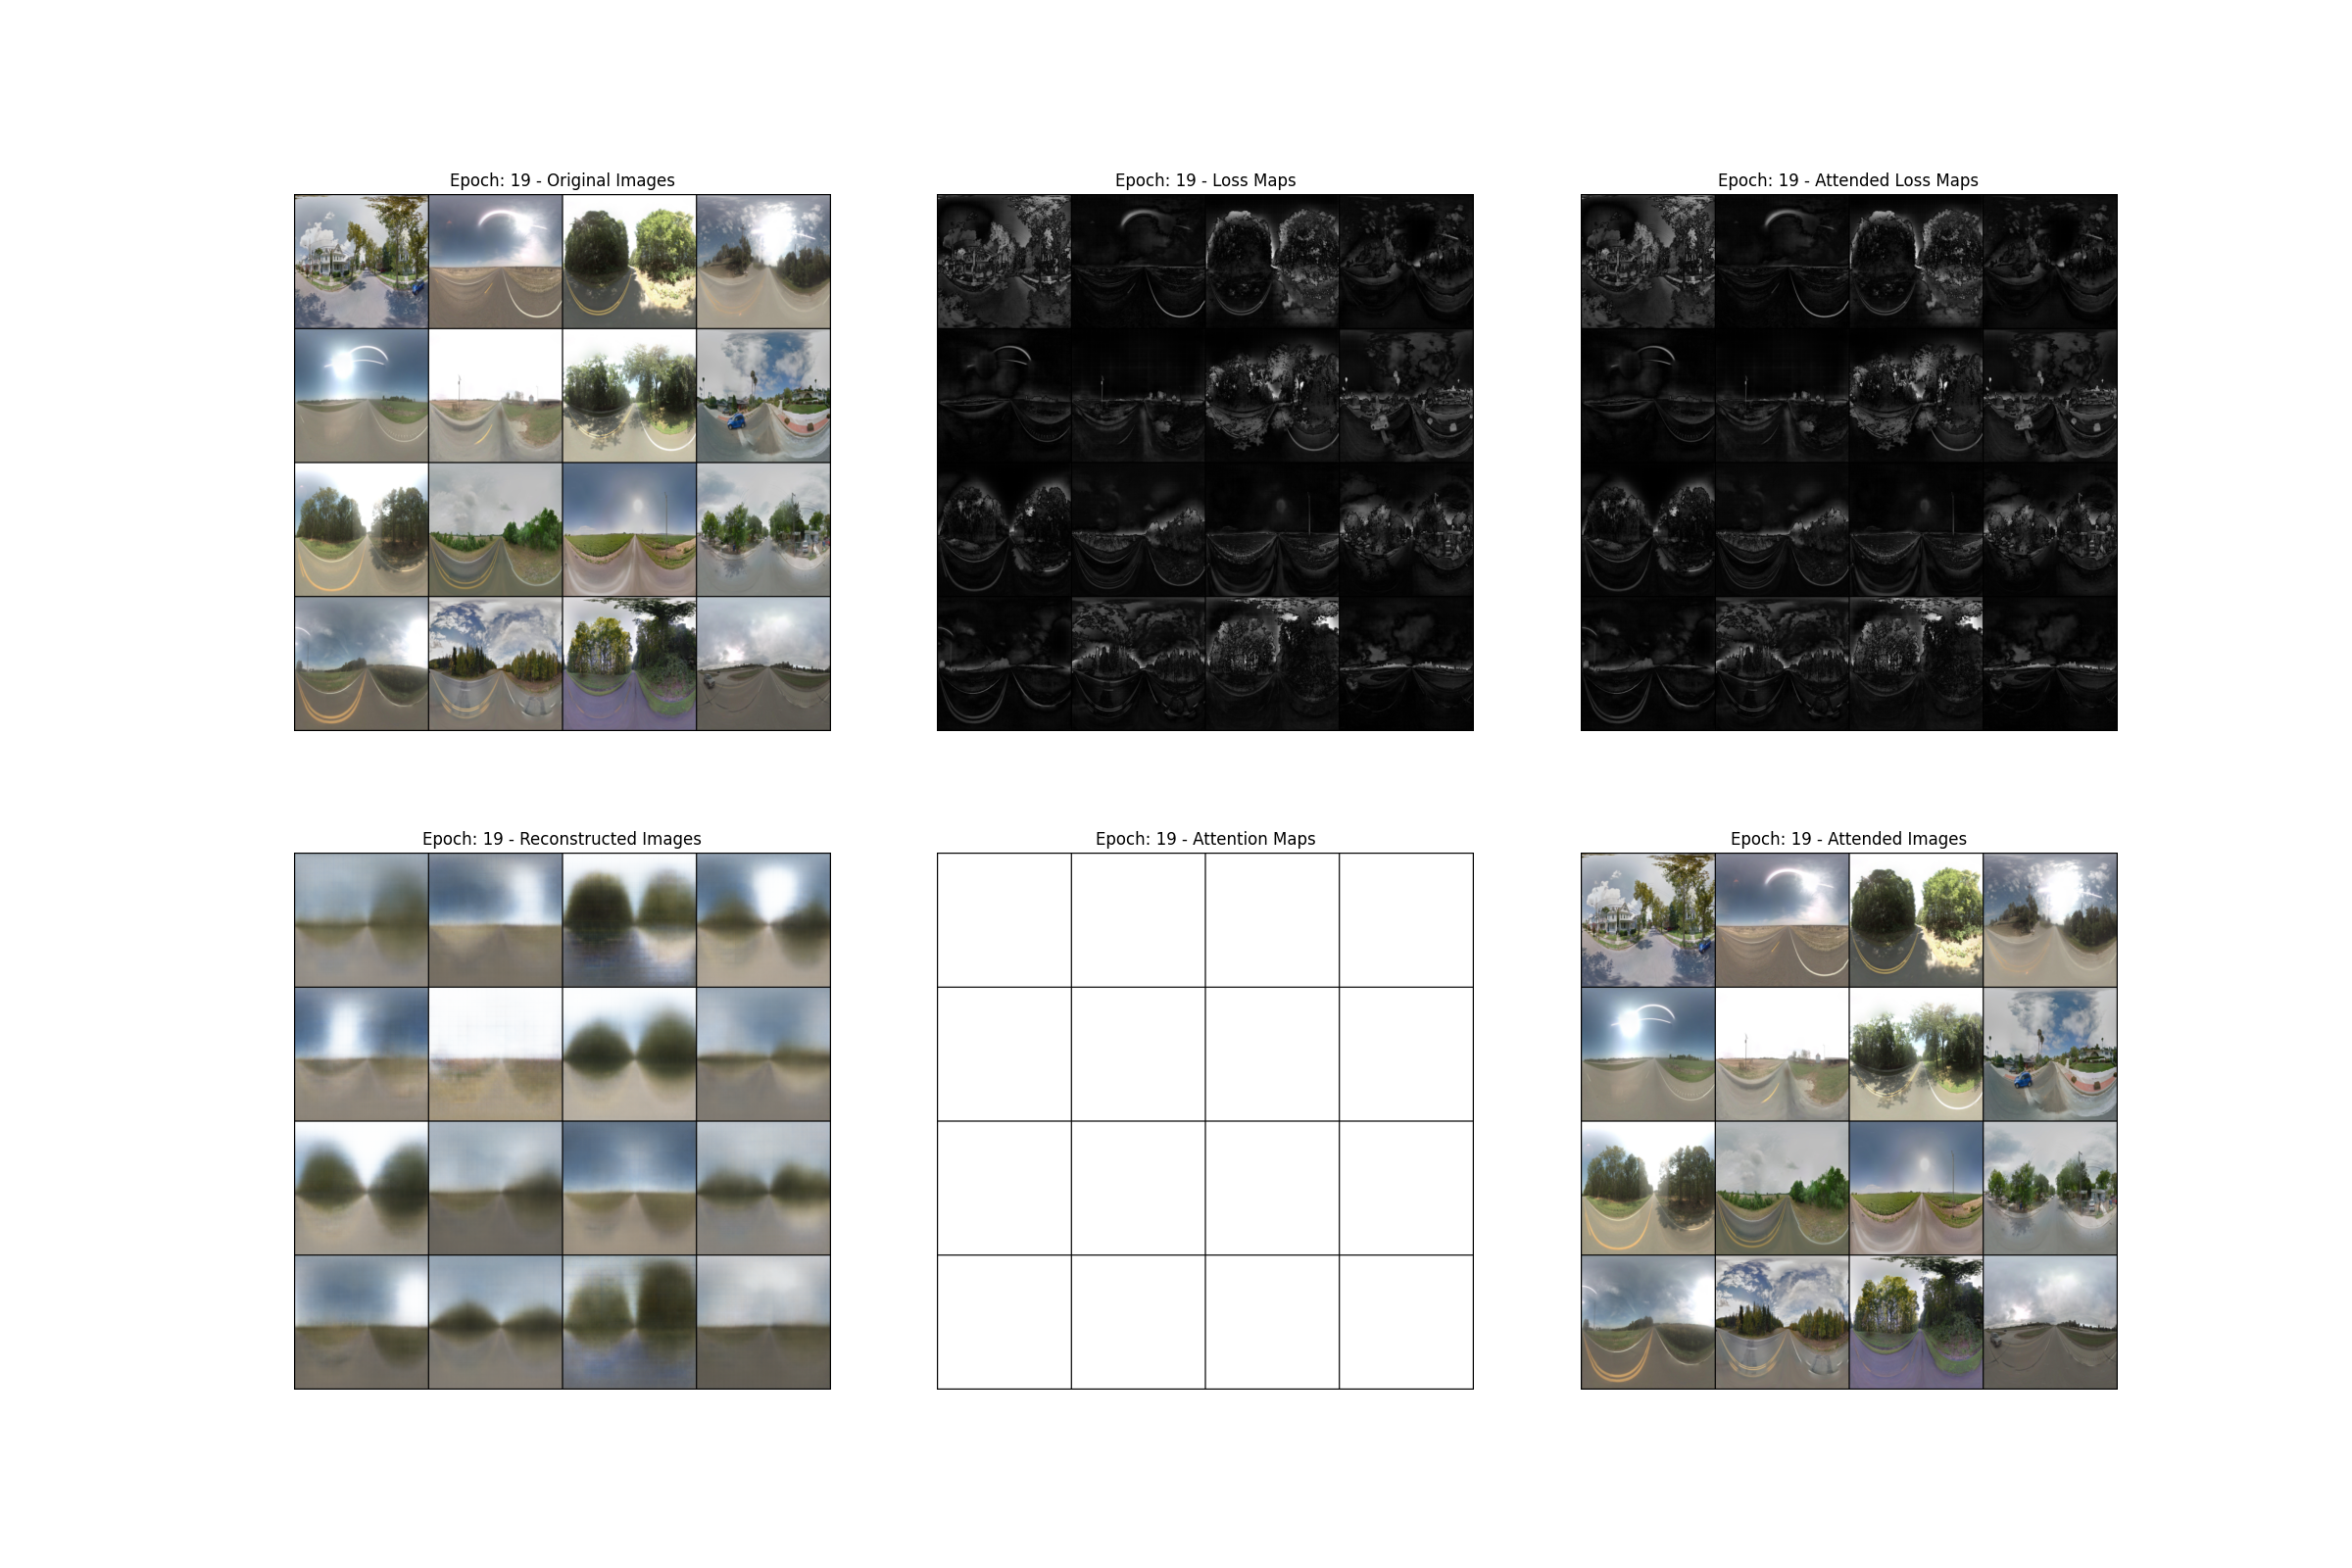 Epoch: 19 - Original Images
Epoch: 19 - Loss Maps
Epoch: 19 - Attended Loss Maps
Epoch: 19 - Reconstructed Images
Epoch: 19 - Attention Maps
Epoch: 19 - Attended Images